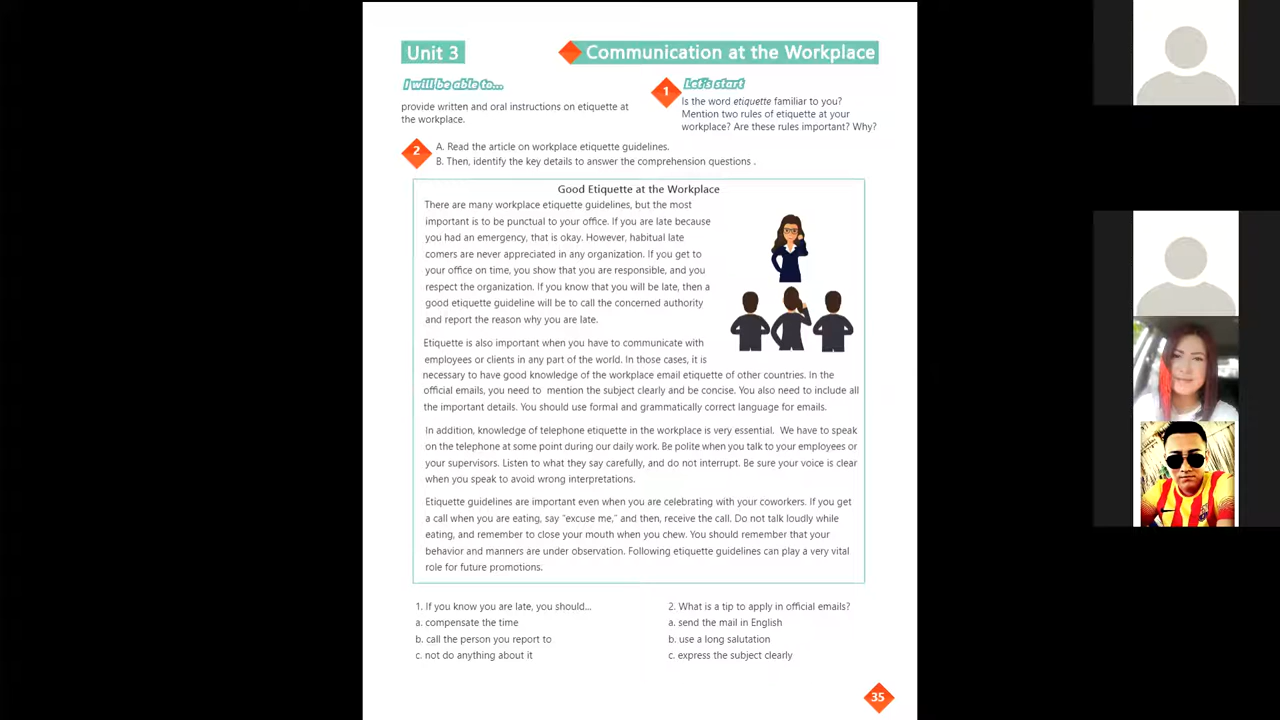 Unit 3
Communication at the Workplace
I will be able to...
provide written and oral instructions on etiquette at
the workplace.
1
Let's start
Is the word etiquette familiar to you?
Mention two rules of etiquette at your
workplace? Are these rules important? Why?
2
A. Read the article on workplace etiquette guidelines.
B. Then, identify the key details to answer the comprehension questions .
Good Etiquette at the Workplace
There are many workplace etiquette guidelines, but the most
important is to be punctual to your office. If you are late because
you had an emergency, that is okay. However, habitual late
comers are never appreciated in any organization. If you get to
your office on time, you show that you are responsible, and you
respect the organization. If you know that you will be late, then a
good etiquette guideline will be to call the concerned authority
and report the reason why you are late.
Etiquette is also important when you have to communicate with
employees or clients in any part of the world. In those cases, it is
necessary to have good knowledge of the workplace email etiquette of other countries. In the
official emails, you need to mention the subject clearly and be concise. You also need to include all
the important details. You should use formal and grammatically correct language for emails.
In addition, knowledge of telephone etiquette in the workplace is very essential. We have to speak
on the telephone at some point during our daily work. Be polite when you talk to your employees or
your supervisors. Listen to what they say carefully, and do not interrupt. Be sure your voice is clear
when you speak to avoid wrong interpretations.
Etiquette guidelines are important even when you are celebrating with your coworkers. If you get
a call when you are eating, say "excuse me," and then, receive the call. Do not talk loudly while
eating, and remember to close your mouth when you chew. You should remember that your
behavior and manners are under observation. Following etiquette guidelines can play a very vital
role for future promotions.
1. If you know you are late, you should...
a. compensate the time
b. call the person you report to
c. not do anything about it
2. What is a tip to apply in official emails?
a. send the mail in English
b. use a long salutation
c. express the subject clearly
35